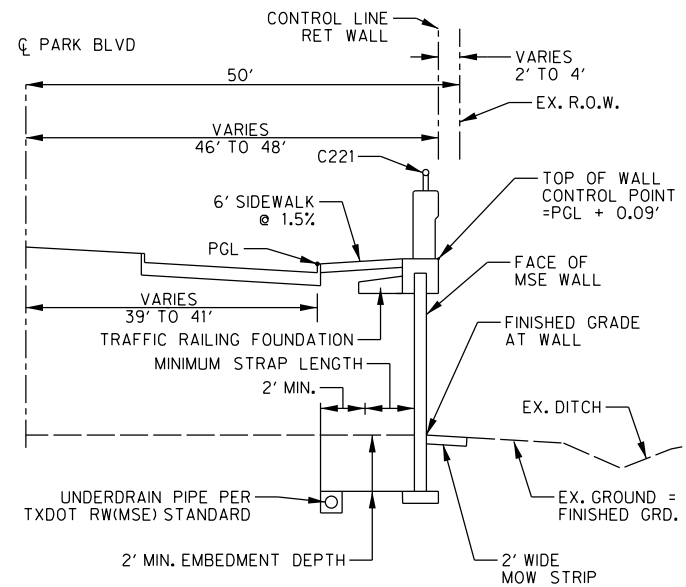 CONTROL LINE
RET WALL
℄ PARK BLVD
VARIES
2' TO 4'
50'
EX. R.O.W.
VARIES
46' TO 48'
C221
TOP OF WALL
CONTROL POINT
=PGL + 0.09'
6' SIDEWALK
@ 1.5%
PGL
FACE OF
MSE WALL
VARIES
39' TO 41'
TRAFFIC RAILING FOUNDATION
FINISHED GRADE
AT WALL
MINIMUM STRAP LENGTH
2' MIN.
EX. DITCH
UNDERDRAIN PIPE PER
TXDOT RW(MSE) STANDARD
EX. GROUND =
FINISHED GRD.
2' MIN. EMBEDMENT DEPTH
2' WIDE
MOW STRIP